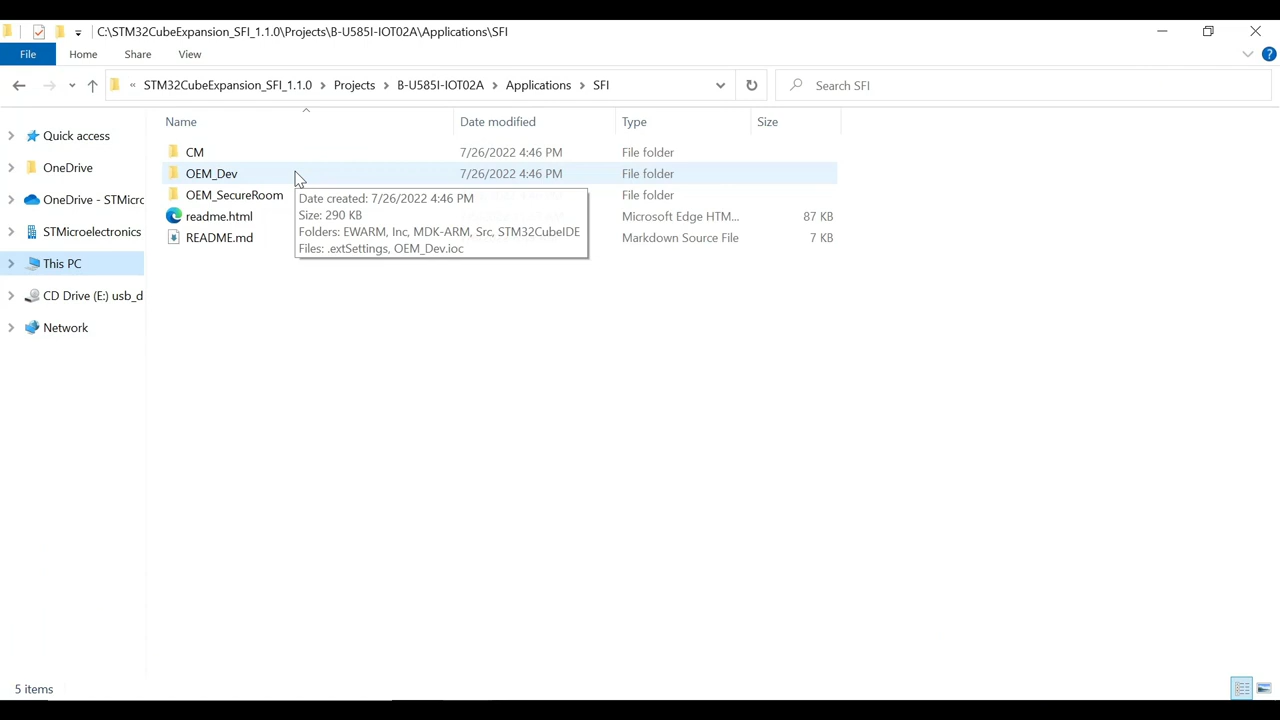 C:\STM32CubeExpansion_SFI_1.1.0\Projects\B-U585I-IOT02A\Applications\SFI
File Home Share View
« STM32CubeExpansion_SFI_1.1.0 Projects B-U585I-IOT02A Applications SFI Search SFI
Name Date modified Type Size
Quick access
OneDrive
OneDrive - STMicro
STMicroelectronics
This PC
CD Drive (E:) usb_d
Network
CM 7/26/2022 4:46 PM File folder
OEM_Dev 7/26/2022 4:46 PM File folder
OEM_SecureRoom File folder
readme.html Microsoft Edge HTM... 87 KB
README.md Markdown Source File 7 KB
Date created: 7/26/2022 4:46 PM
Size: 290 KB
Folders: EWARM, Inc, MDK-ARM, Src, STM32CubeIDE
Files: .extSettings, OEM_Dev.ioc
5 items